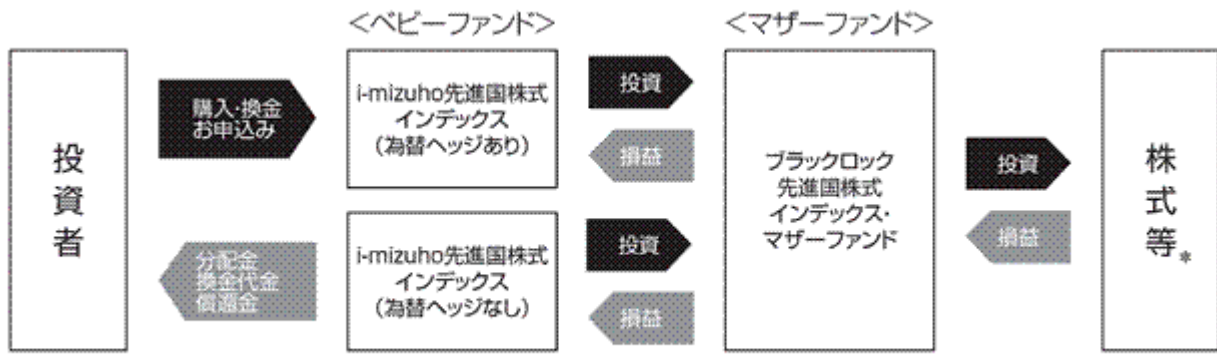 <ベビーファンド>
<マザーファンド>
投資者
購入・換金
お申込み
分配金
換金代金
償還金
i-mizuho先進国株式
インデックス
(為替ヘッジあり)
i-mizuho先進国株式
インデックス
(為替ヘッジなし)
投資
損益
投資
損益
ブラックロック
先進国株式
インデックス・
マザーファンド
投資
損益
株式等*